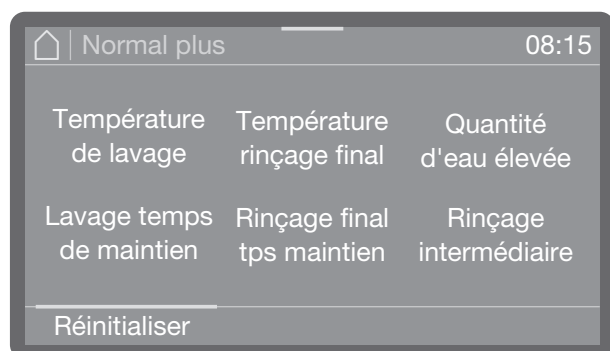 Normal plus 08:15
Température de lavage
Température rinçage final
Quantité d'eau élevée
Lavage temps de maintien
Rinçage final tps maintien
Rinçage intermédiaire
Réinitialiser